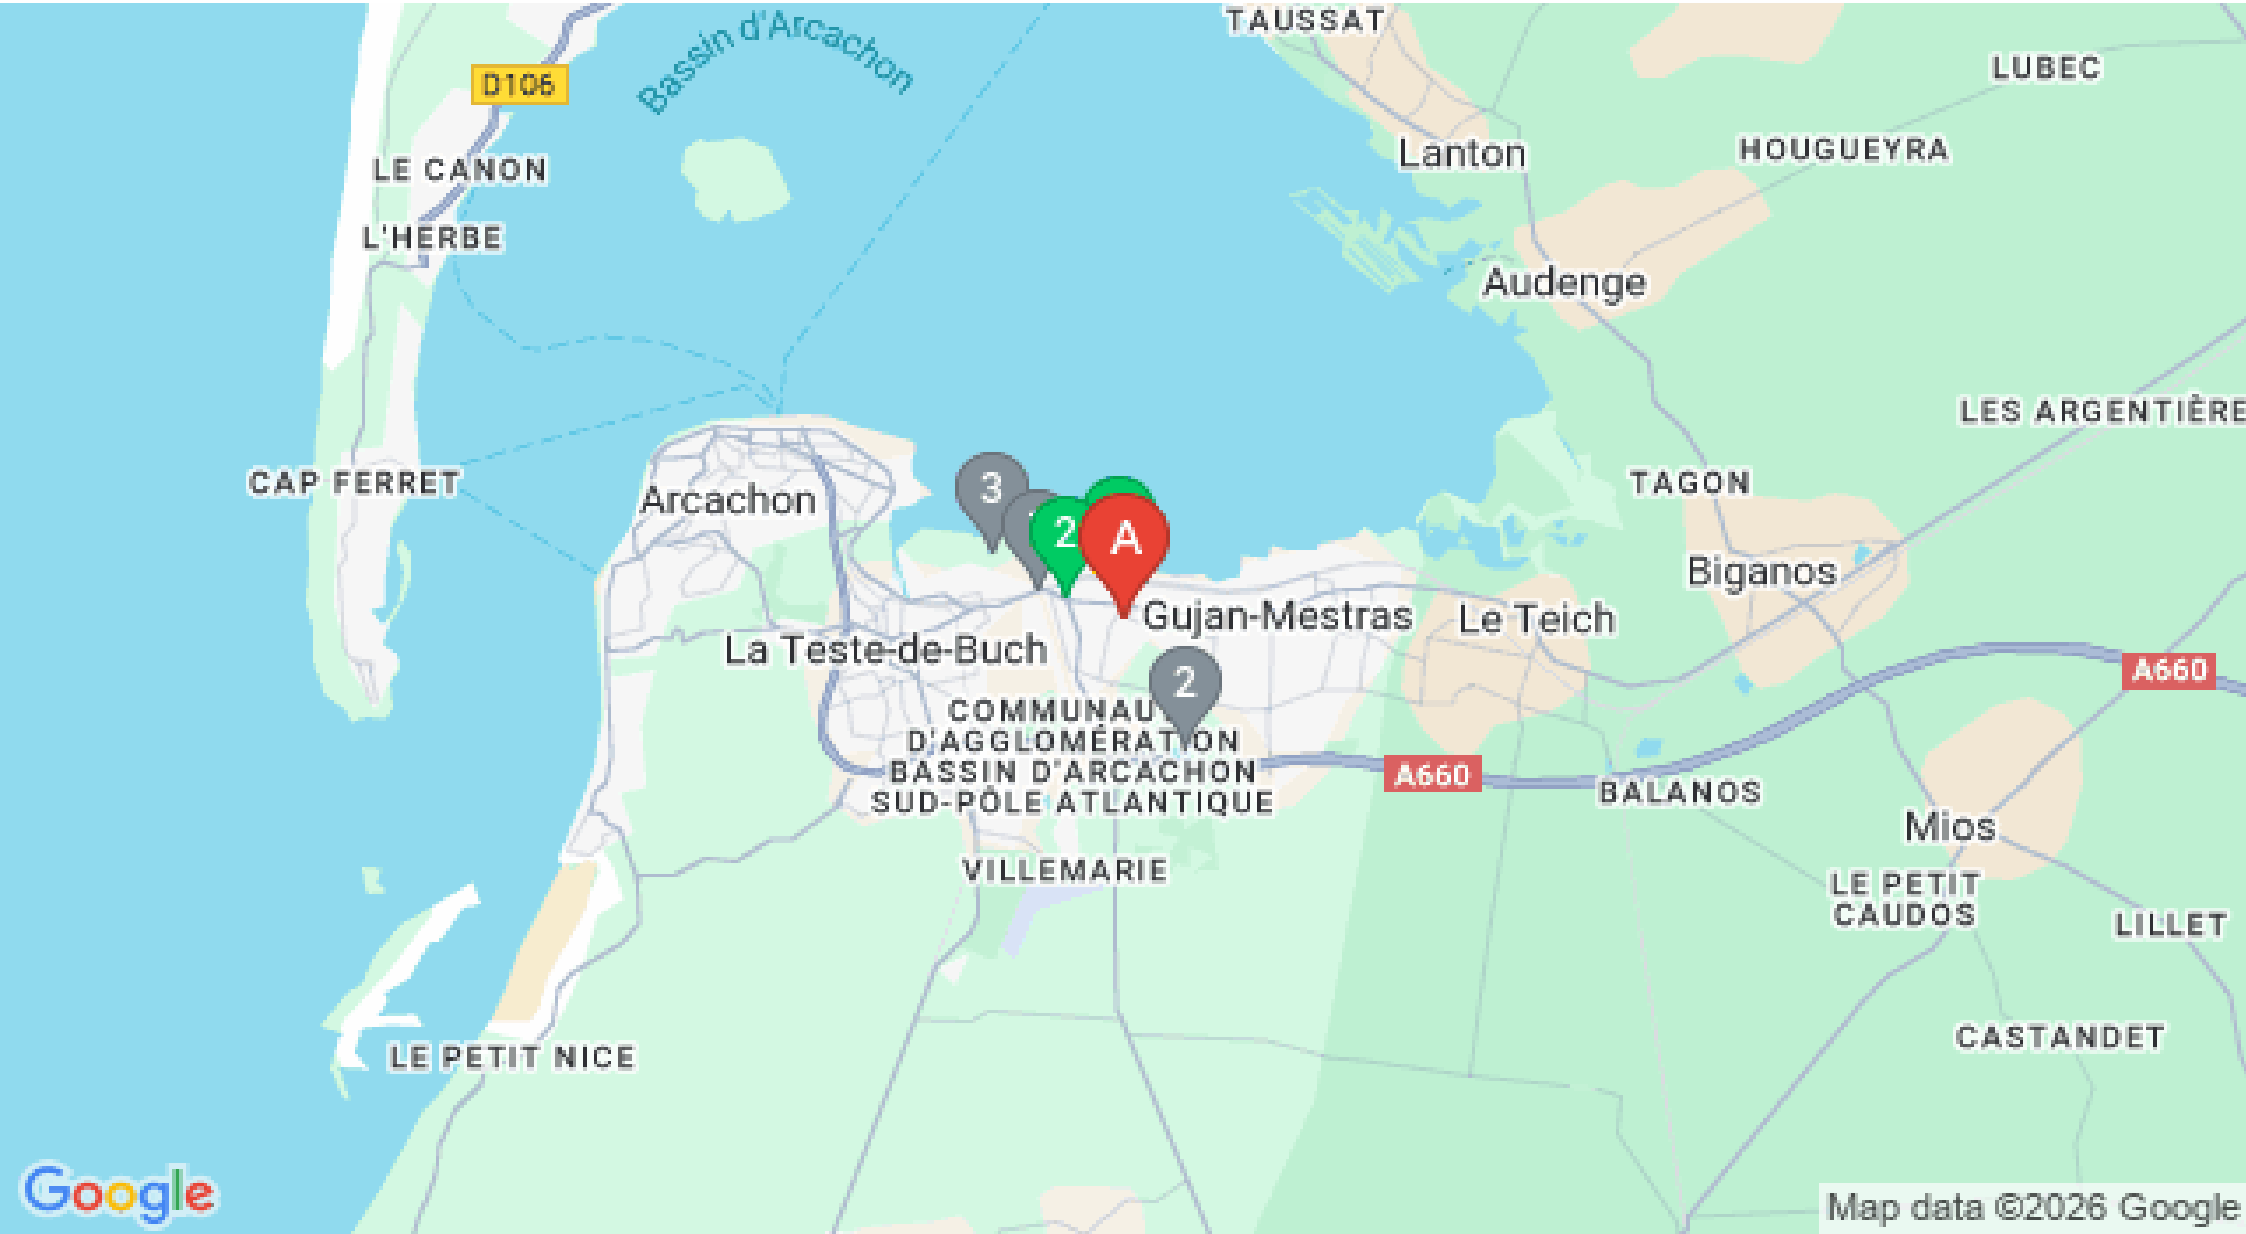 TAUSSAT
Bassin d'Arcachon
LUBEC
D106
Lanton
HOUGUEYRA
LE CANON
L'HERBE
Audenge
LES ARGENTIÈRE
CAP FERRET
TAGON
3
Arcachon
2
A
Biganos
Gujan-Mestras
Le Teich
La Teste-de-Buch
A660
2
COMMUNAU
D'AGGLOMÉRATION
BASSIN D'ARCACHON
SUD-PÔLE ATLANTIQUE
A660
BALANOS
Mios
VILLEMARIE
LE PETIT
CAUDOS
LILLET
CASTANDET
LE PETIT NICE
Google
Map data ©2026 Google